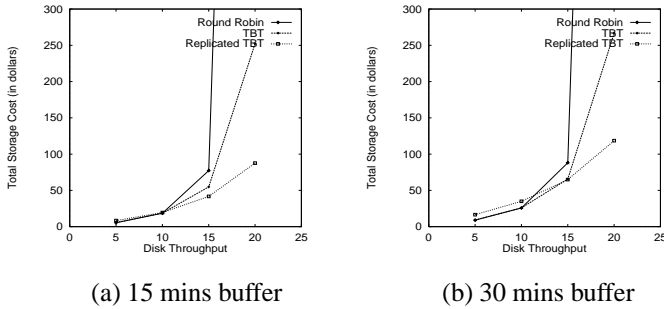 300
250
200
150
100
50
0
Total Storage Cost (in dollars)
Round Robin
TBT
Replicated TBT
0 5 10 15 20 25
Disk Throughput
(a) 15 mins buffer
300
250
200
150
100
50
0
Total Storage Cost (in dollars)
Round Robin
TBT
Replicated TBT
0 5 10 15 20 25
Disk Throughput
(b) 30 mins buffer